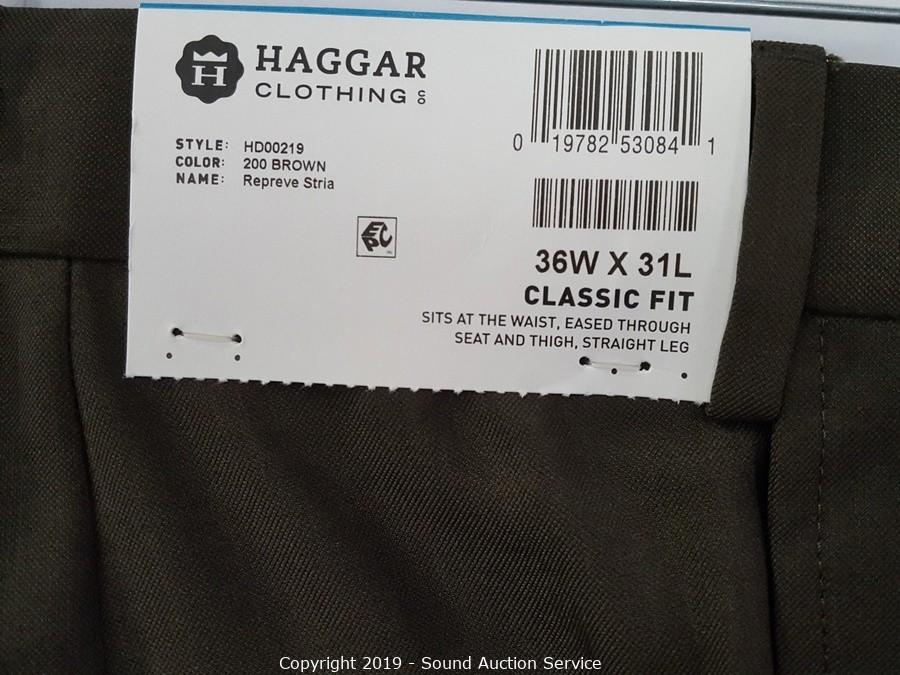 H
HAGGAR
CLOTHING CO
STYLE: HD00219
COLOR: 200 BROWN
NAME: Repreve Stria
EPC
0 19782 53084 1
36W X 31L
CLASSIC FIT
SITS AT THE WAIST, EASED THROUGH
SEAT AND THIGH, STRAIGHT LEG
Copyright 2019 - Sound Auction Service